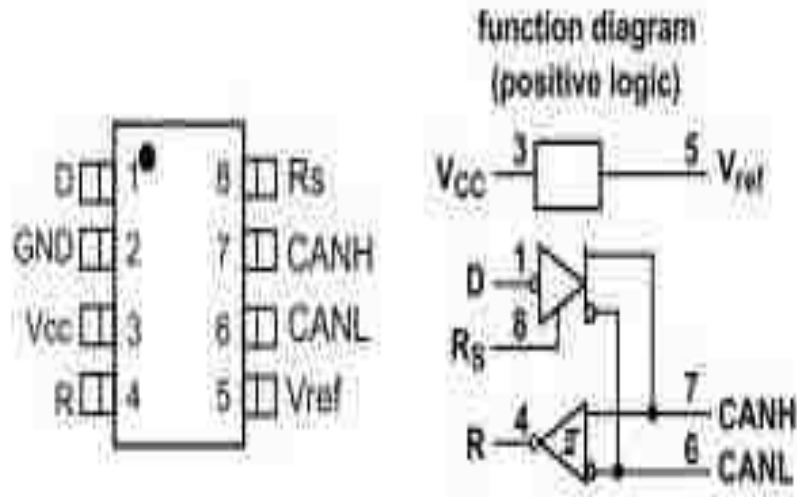 D 1 8 Rs
GND 2 7 CANH
Vcc 3 6 CANL
R 4 5 Vref
function diagram
(positive logic)
VCC 3 5 Vref
D 1
RS 8
7 CANH
R 4
6 CANL